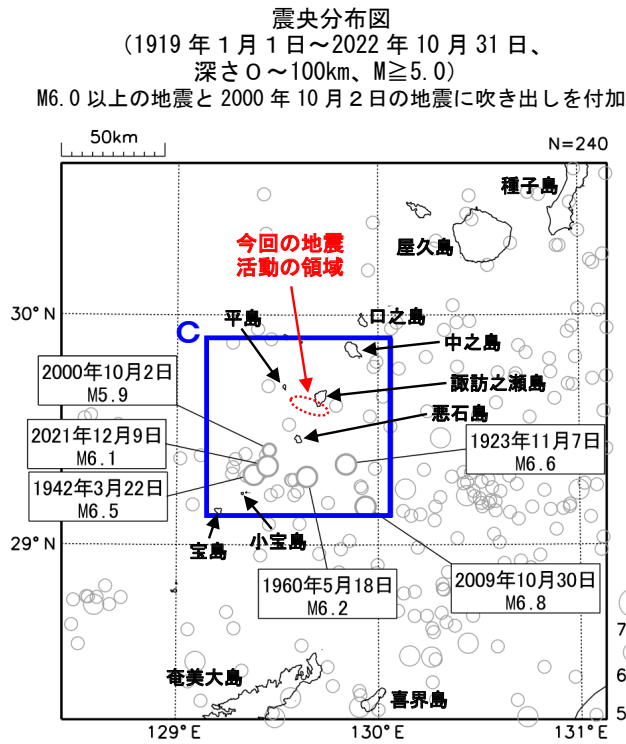 震央分布図
(1919年1月1日～2022年10月31日、
深さ0～100km、M≧5.0)
M6.0以上の地震と2000年10月2日の地震に吹き出しを付加
50km
N=240
種子島
屋久島
今回の地震
活動の領域
30°N
口之島
平島
C
中之島
2000年10月2日
M5.9
諏訪之瀬島
悪石島
2021年12月9日
M6.1
1923年11月7日
M6.6
1942年3月22日
M6.5
29°N
宝島
小宝島
1960年5月18日
M6.2
2009年10月30日
M6.8
7
6
5
奄美大島
喜界島
129°E
130°E
131°E